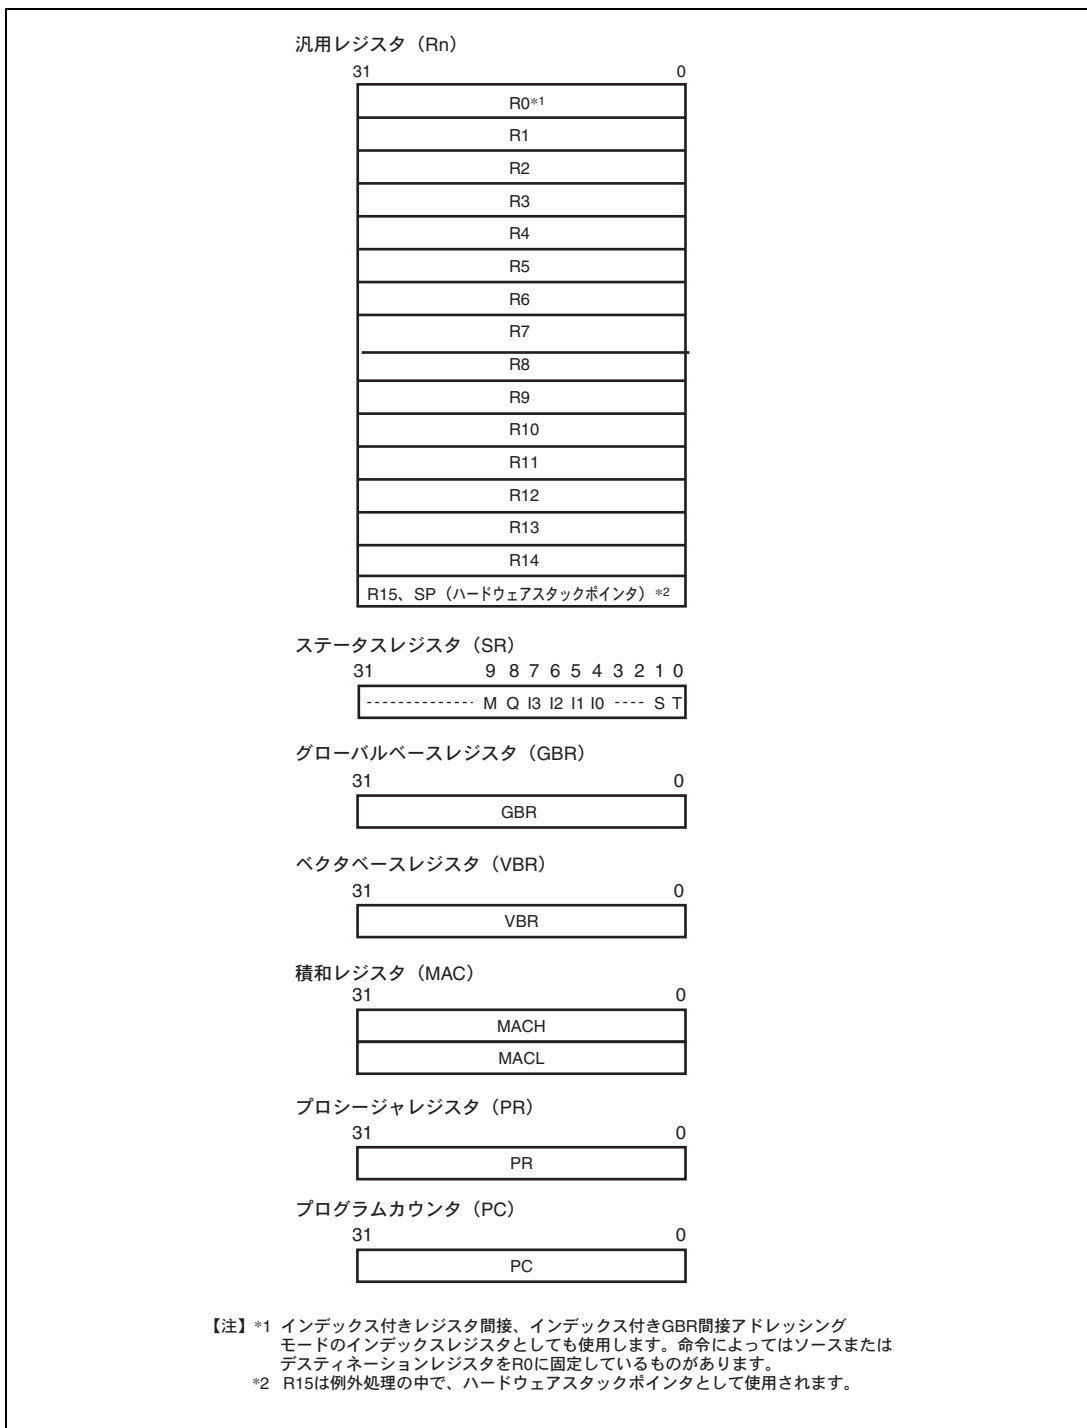 汎用レジスタ（Rn）
31 0
R0*1
R1
R2
R3
R4
R5
R6
R7
R8
R9
R10
R11
R12
R13
R14
R15、SP（ハードウェアスタックポインタ）*2
ステータスレジスタ（SR）
31 9 8 7 6 5 4 3 2 1 0
-------------- M Q I3 I2 I1 I0 ---- S T
グローバルベースレジスタ（GBR）
31 0
GBR
ベクタベースレジスタ（VBR）
31 0
VBR
積和レジスタ（MAC）
31 0
MACH
MACL
プロシージャレジスタ（PR）
31 0
PR
プログラムカウンタ（PC）
31 0
PC
【注】*1 インデックス付きレジスタ間接、インデックス付きGBR間接アドレッシング
モードのインデックスレジスタとしても使用します。命令によってはソースまたは
デスティネーションレジスタをR0に固定しているものがあります。
*2 R15は例外処理の中で、ハードウェアスタックポインタとして使用されます。